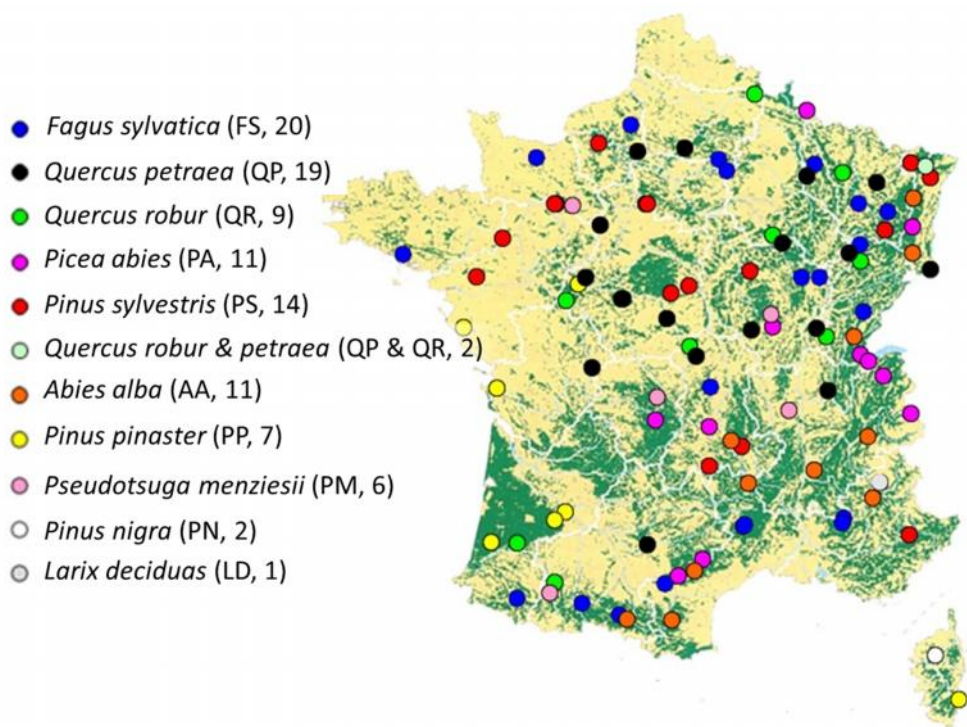 Fagus sylvatica (FS, 20)
Quercus petraea (QP, 19)
Quercus robur (QR, 9)
Picea abies (PA, 11)
Pinus sylvestris (PS, 14)
Quercus robur & petraea (QP & QR, 2)
Abies alba (AA, 11)
Pinus pinaster (PP, 7)
Pseudotsuga menziesii (PM, 6)
Pinus nigra (PN, 2)
Larix deciduas (LD, 1)